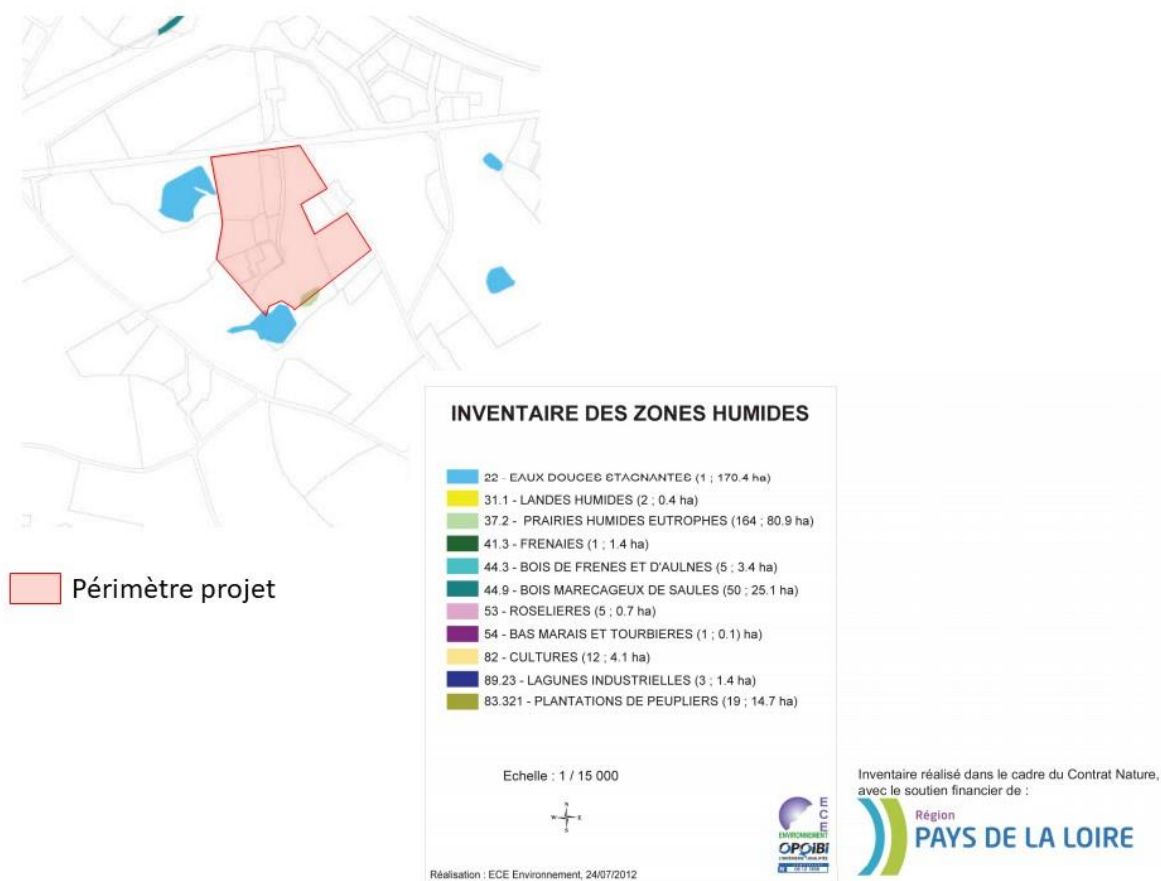 Périmètre projet
INVENTAIRE DES ZONES HUMIDES
22 - EAUX DOUCES STAGNANTES (1 ; 170.4 ha)
31.1 - LANDES HUMIDES (2 ; 0.4 ha)
37.2 - PRAIRIES HUMIDES EUTROPHES (164 ; 80.9 ha)
41.3 - FRENAIES (1 ; 1.4 ha)
44.3 - BOIS DE FRENES ET D'AULNES (5 ; 3.4 ha)
44.9 - BOIS MARECAGEUX DE SAULES (50 ; 25.1 ha)
53 - ROSELIERES (5 ; 0.7 ha)
54 - BAS MARAIS ET TOURBIERES (1 ; 0.1) ha)
82 - CULTURES (12 ; 4.1 ha)
89.23 - LAGUNES INDUSTRIELLES (3 ; 1.4 ha)
83.321 - PLANTATIONS DE PEUPLIERS (19 ; 14.7 ha)
Echelle : 1 / 15 000
N
W E
S
ECE
ENVIRONNEMENT
OPQIBI
Réalisation : ECE Environnement, 24/07/2012
Inventaire réalisé dans le cadre du Contrat Nature,
avec le soutien financier de :
Région
PAYS DE LA LOIRE